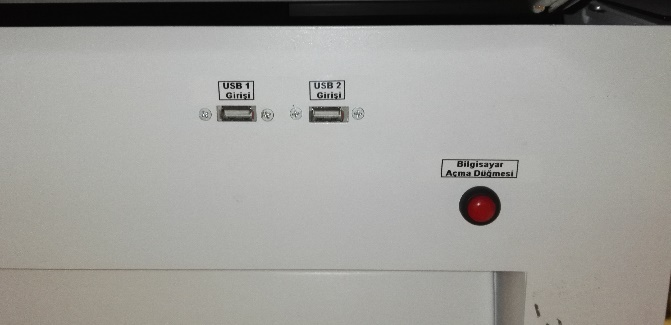 USB 1
Girişi
USB 2
Girişi
Bilgisayar
Açma Düğmesi